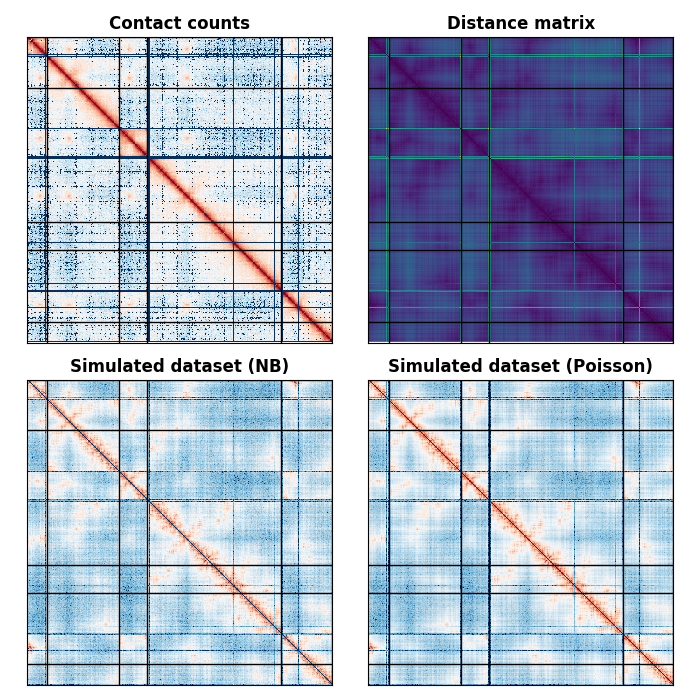 Contact counts
Distance matrix
Simulated dataset (NB)
Simulated dataset (Poisson)